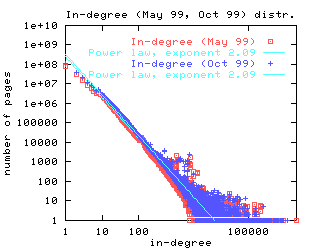 In-degree (May 99, Oct 99) distr.
In-degree (May 99)
Power law, exponent 2.09
In-degree (Oct 99)
Power law, exponent 2.09
number of pages
1e+10
1e+09
1e+08
1e+07
1e+06
100000
10000
1000
100
10
1
1 10 100 1000 100000
in-degree